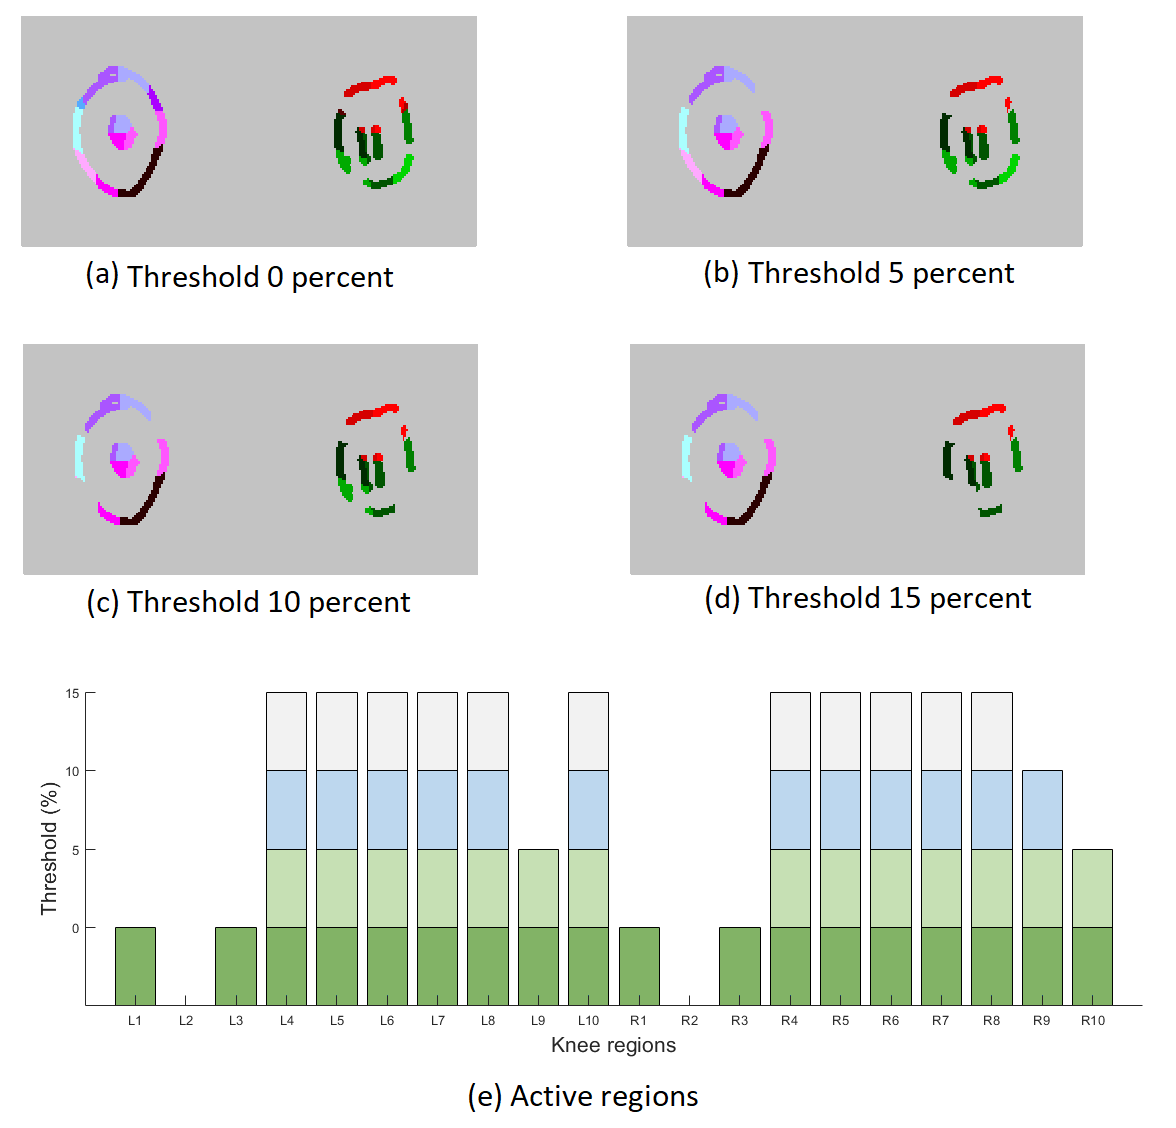 (a) Threshold 0 percent
(b) Threshold 5 percent
(c) Threshold 10 percent
(d) Threshold 15 percent
15
10
5
0
Threshold (%)
L1 L2 L3 L4 L5 L6 L7 L8 L9 L10 R1 R2 R3 R4 R5 R6 R7 R8 R9 R10
Knee regions
(e) Active regions